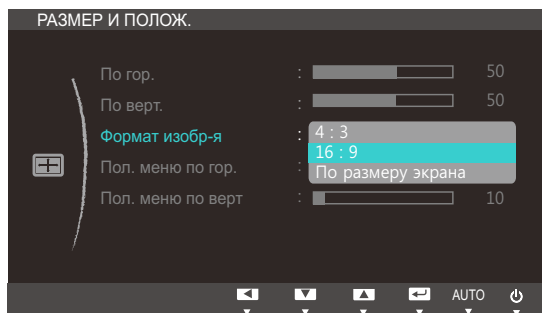 РАЗМЕР И ПОЛОЖ.
По гор. : 50
По верт. : 50
Формат изобр-я : 4 : 3
16 : 9
Пол. меню по гор. : По размеру экрана
Пол. меню по верт : 10
AUTO